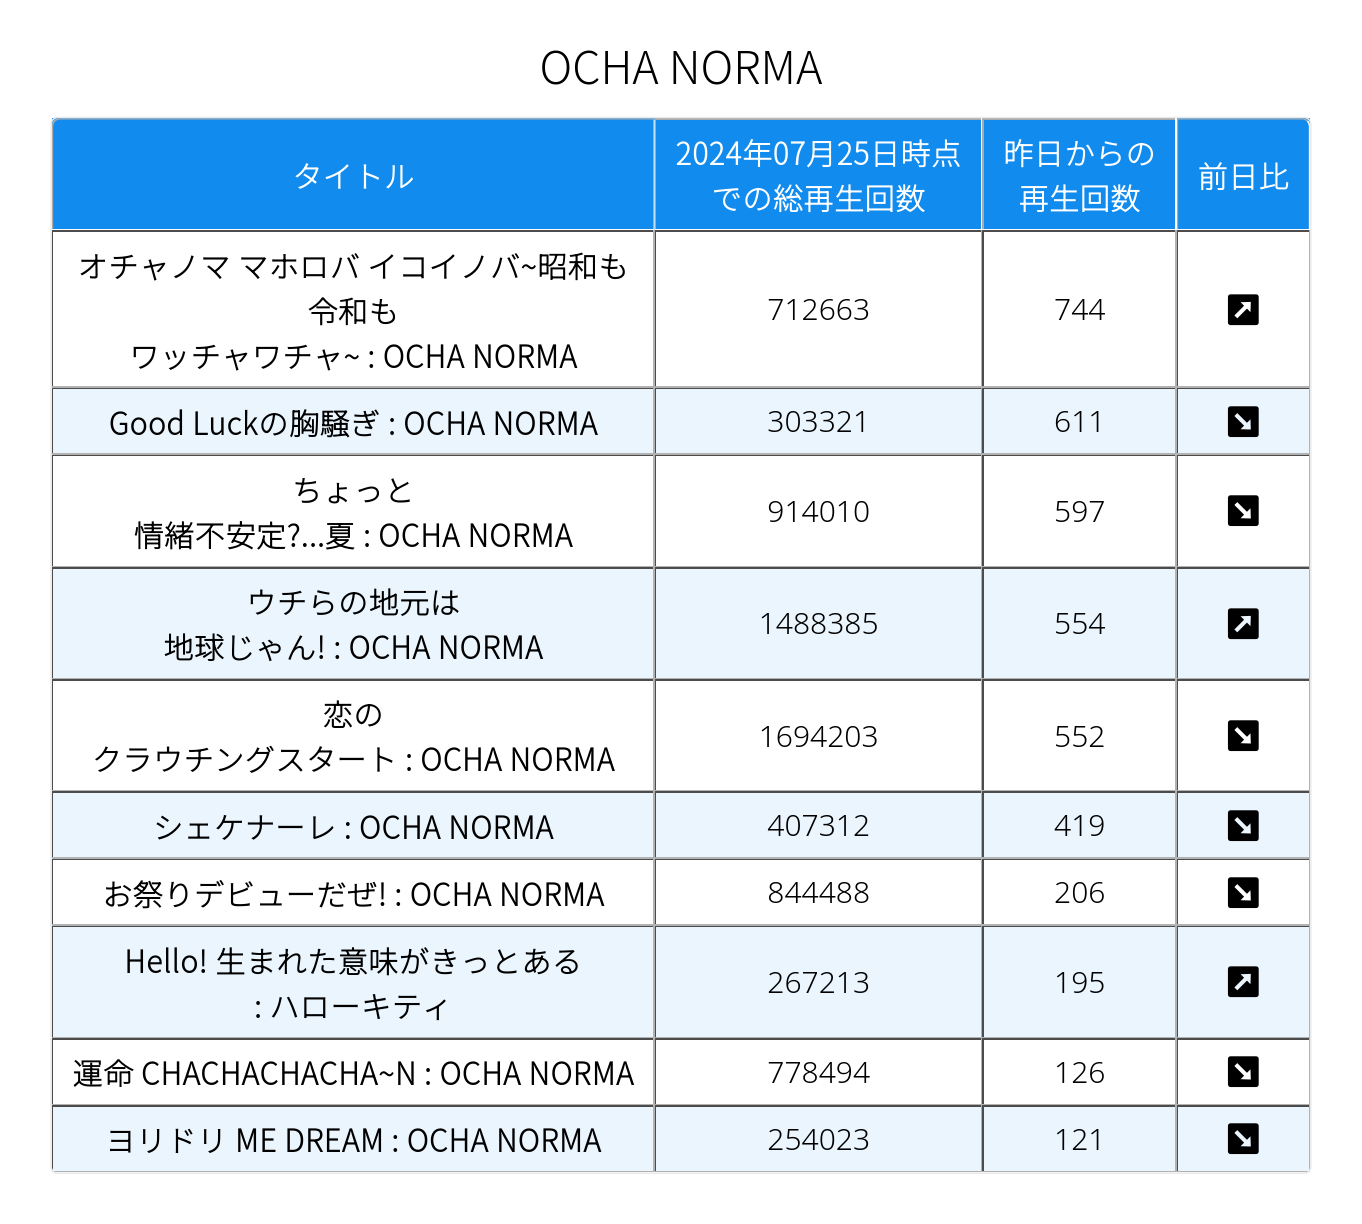 OCHA NORMA
タイトル
2024年07月25日時点
での総再生回数
昨日からの
再生回数
前日比
オチャノマ マホロバ イコイノバ~昭和も
令和も
ワッチャワチャ~ : OCHA NORMA
712663
744
Good Luckの胸騒ぎ : OCHA NORMA
303321
611
ちょっと
情緒不安定?...夏 : OCHA NORMA
914010
597
ウチらの地元は
地球じゃん! : OCHA NORMA
1488385
554
恋の
クラウチングスタート : OCHA NORMA
1694203
552
シェケナーレ : OCHA NORMA
407312
419
お祭りデビューだぜ! : OCHA NORMA
844488
206
Hello! 生まれた意味がきっとある
: ハローキティ
267213
195
運命 CHACHACHACHA~N : OCHA NORMA
778494
126
ヨリドリ ME DREAM : OCHA NORMA
254023
121